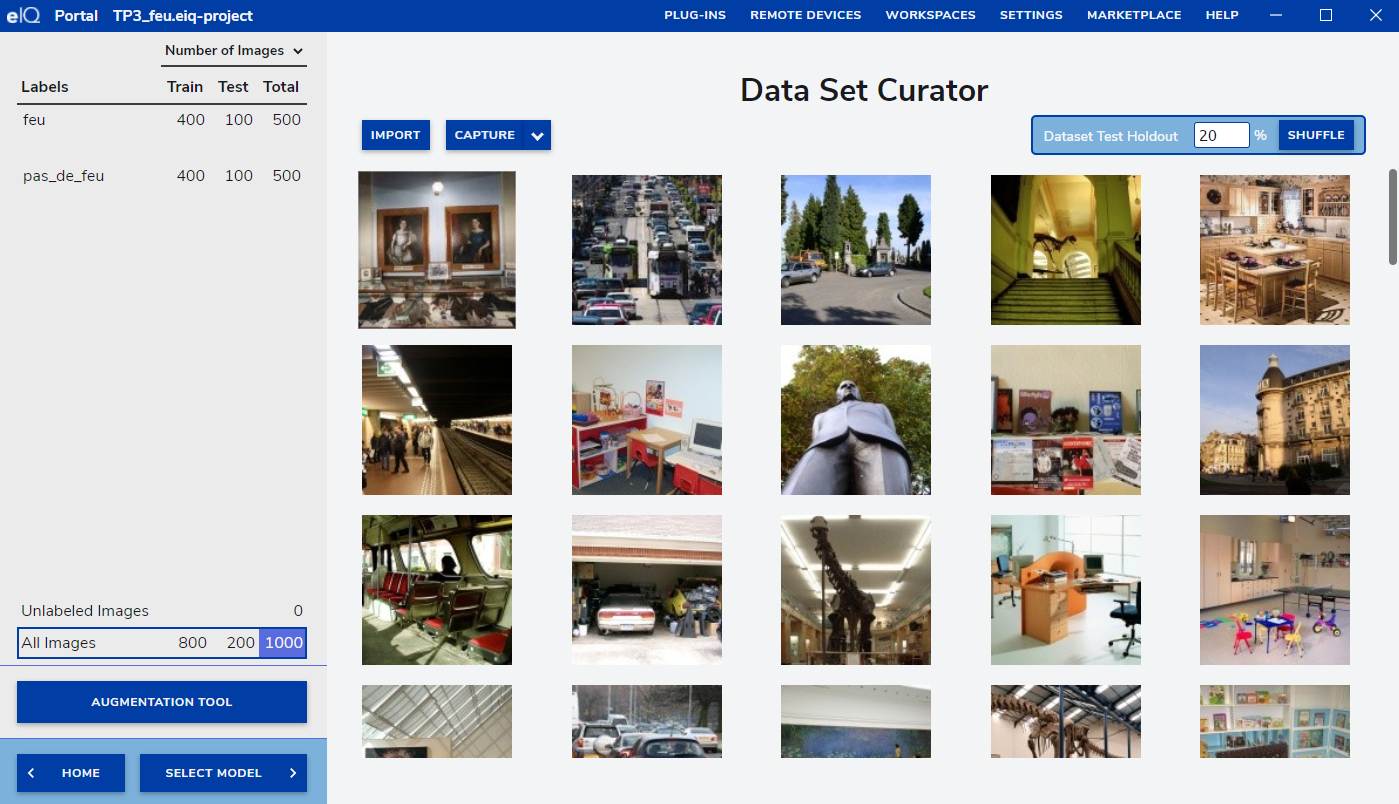 eIQ Portal TP3_feu.eiq-project PLUG-INS REMOTE DEVICES WORKSPACES SETTINGS MARKETPLACE HELP
Number of Images
Labels Train Test Total
feu 400 100 500
pas_de_feu 400 100 500
Unlabeled Images 0
All Images 800 200 1000
AUGMENTATION TOOL
HOME SELECT MODEL
Data Set Curator
IMPORT CAPTURE Dataset Test Holdout 20 % SHUFFLE